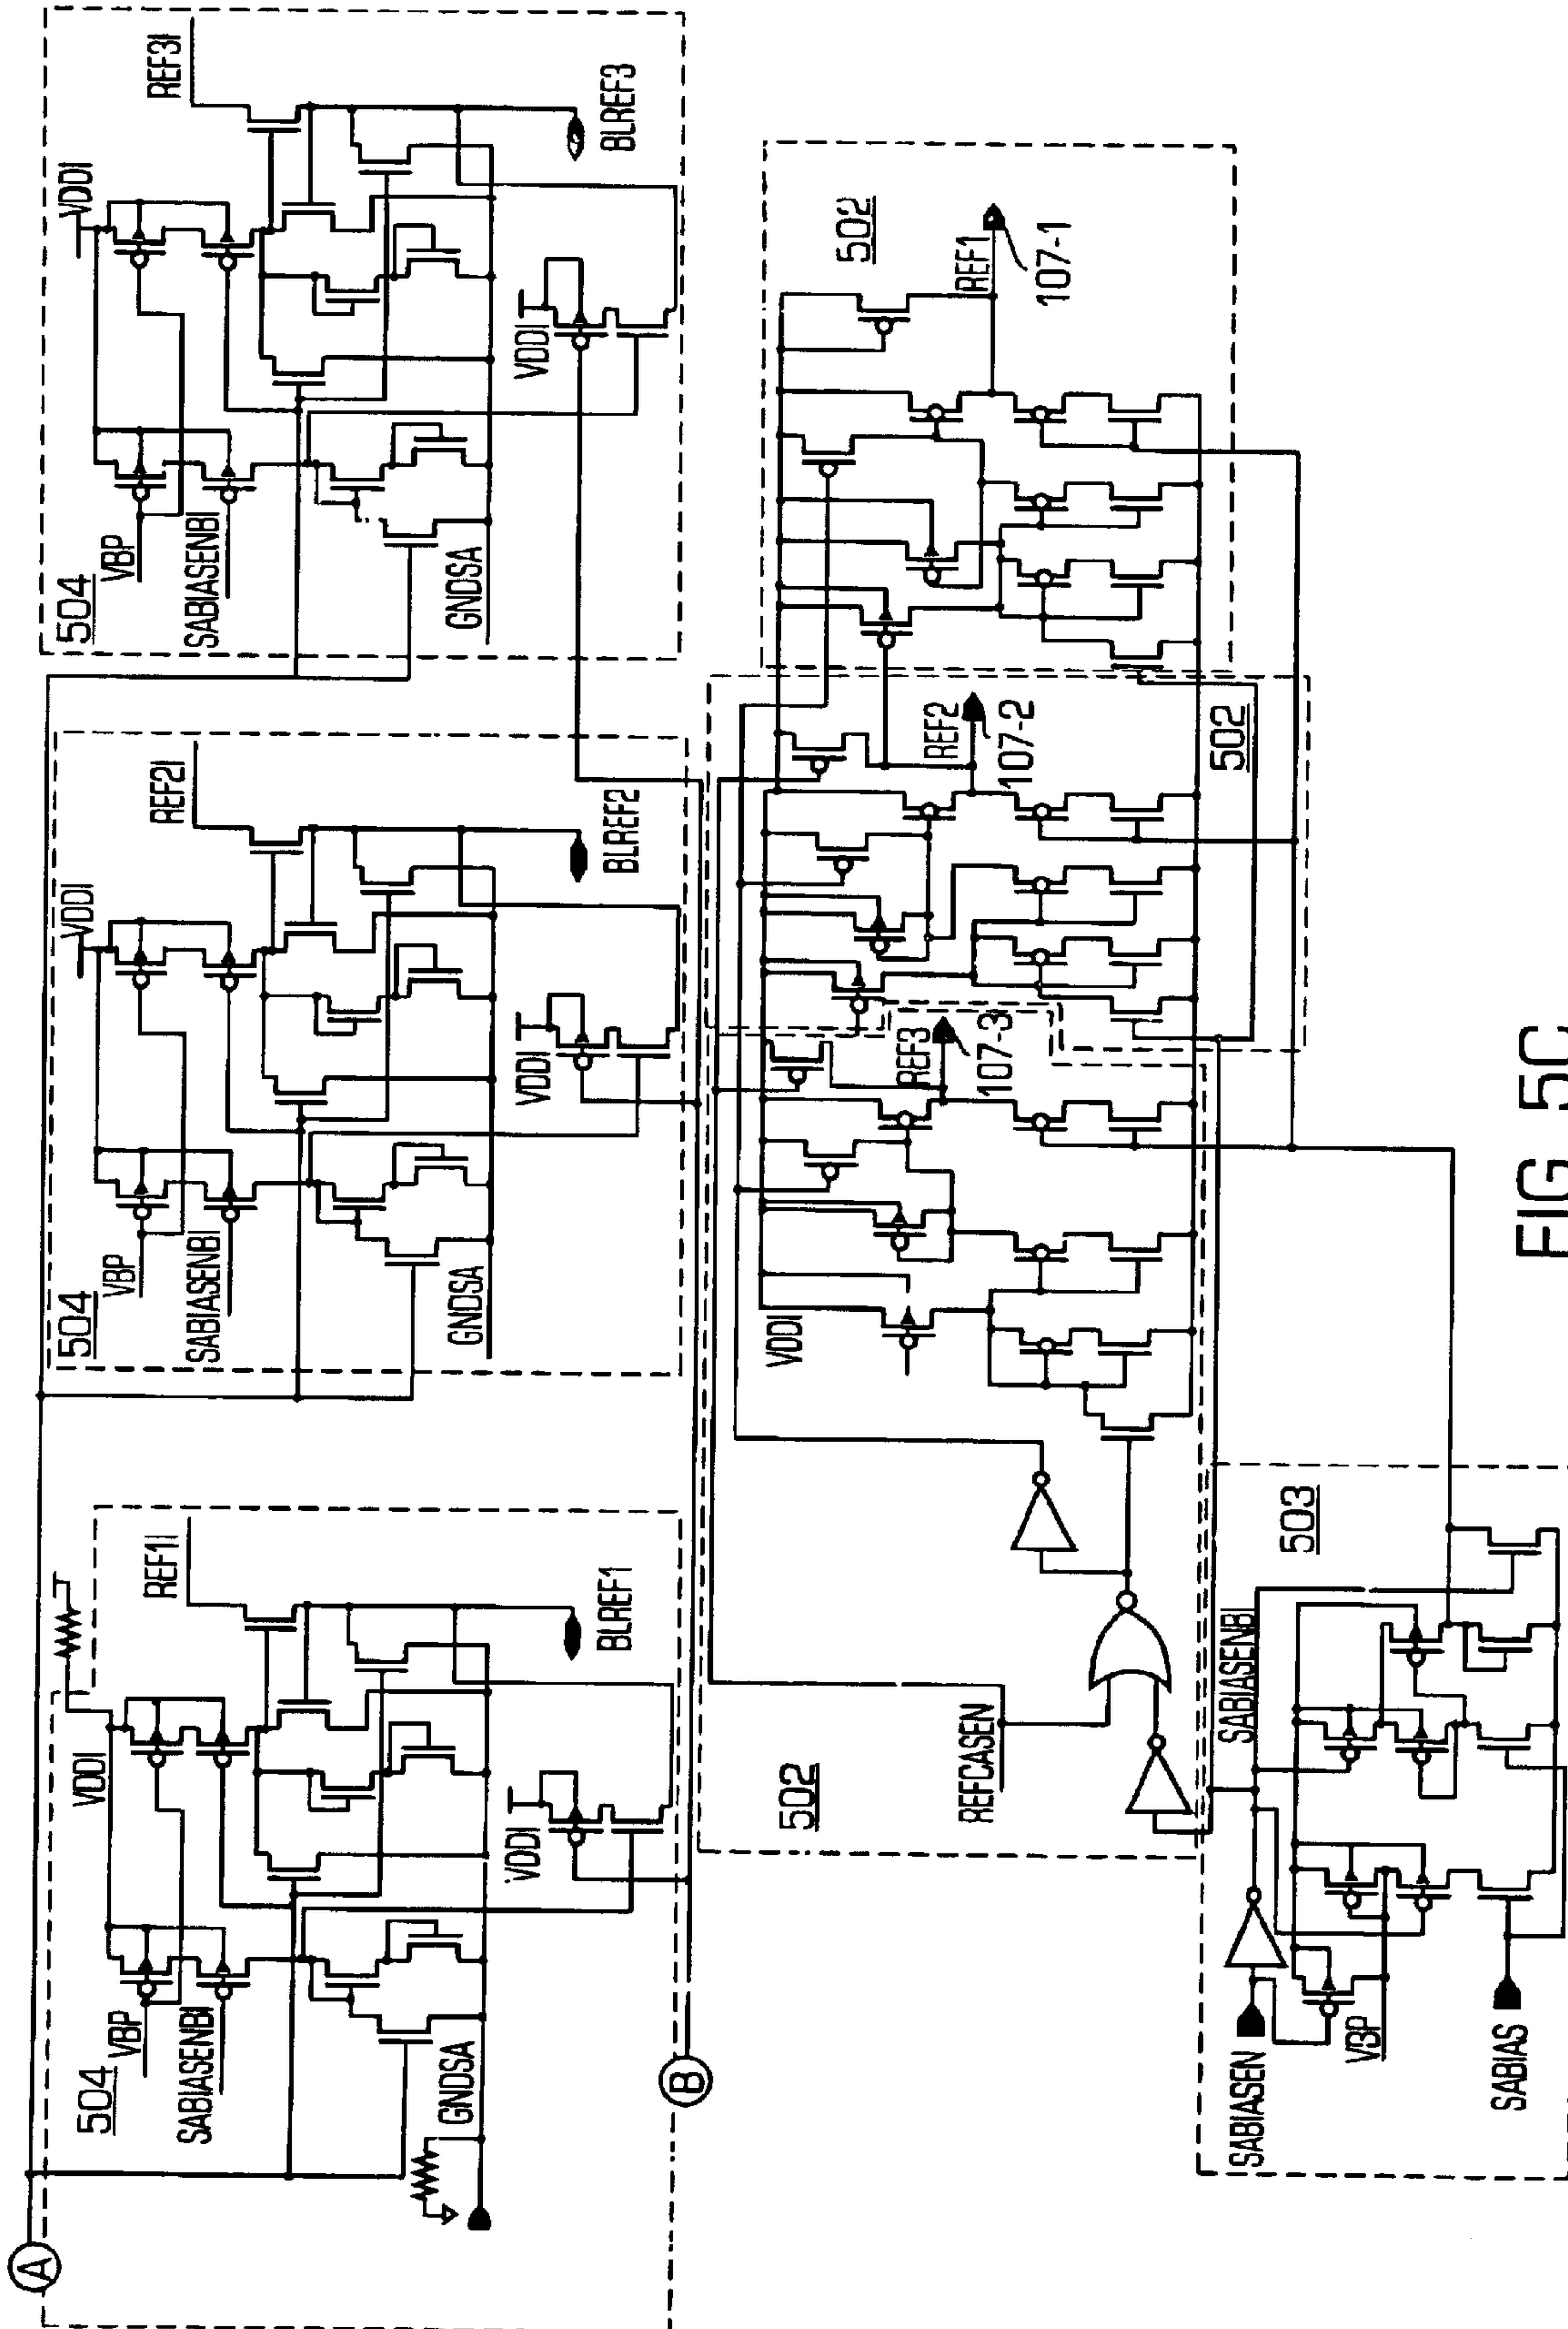 A
504
VBP
SABIASENBI
VDDI
REF1I
GNDSA
VDDI
BLREF1
504
VBP
SABIASENBI
VDDI
REF2I
GNDSA
VDDI
BLREF2
504
VBP
SABIASENBI
VDDI
REF3I
GNDSA
VDDI
BLREF3
B
502
REFCASEN
VDDI
REF3
107-3
REF2
107-2
502
502
REF1
107-1
SABIASEN
SABIASENBI
503
VBP
SABIAS
FIG. 5C